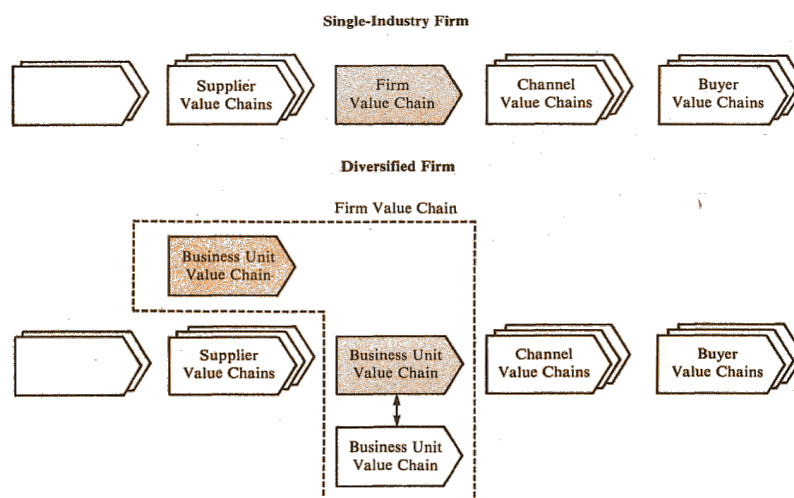 Single-Industry Firm
Supplier
Value Chains
Firm
Value Chain
Channel
Value Chains
Buyer
Value Chains
Diversified Firm
Firm Value Chain
Business Unit
Value Chain
Supplier
Value Chains
Business Unit
Value Chain
Channel
Value Chains
Buyer
Value Chains
Business Unit
Value Chain